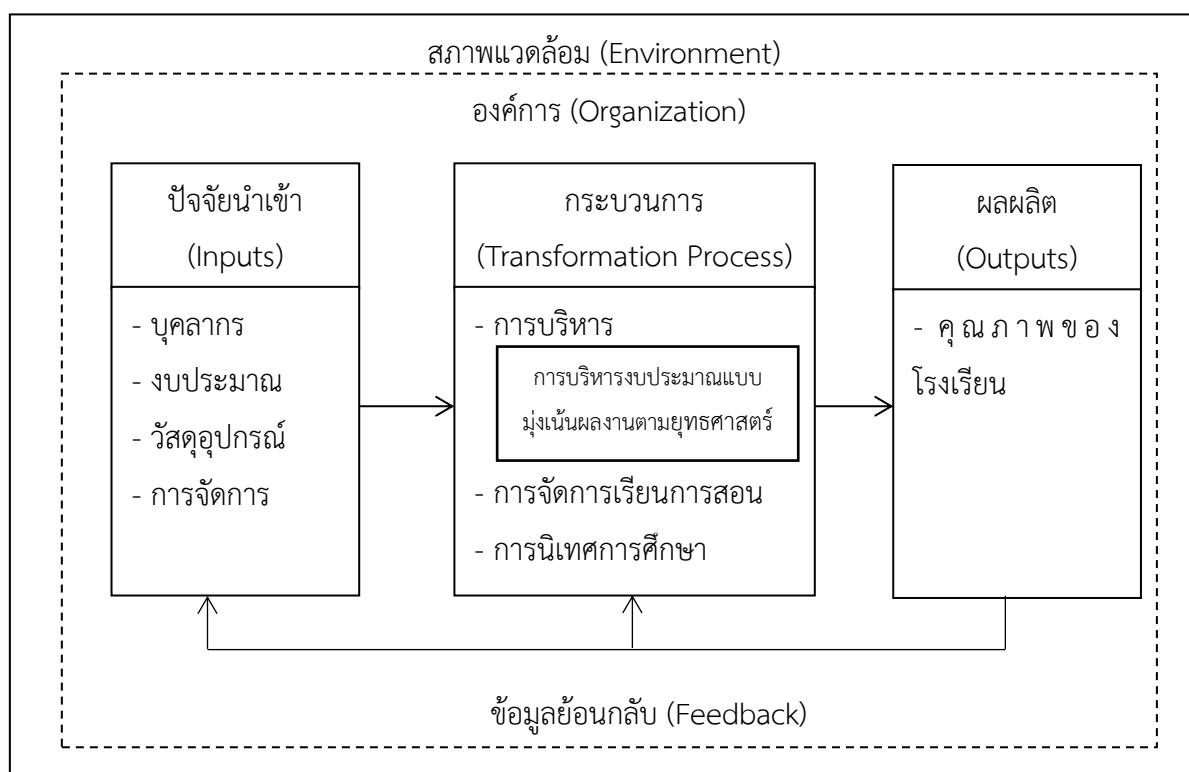 สภาพแวดล้อม (Environment)
องค์การ (Organization)
ปัจจัยนำเข้า
(Inputs)
- บุคลากร
- งบประมาณ
- วัสดุอุปกรณ์
- การจัดการ
กระบวนการ
(Transformation Process)
- การบริหาร
การบริหารงบประมาณแบบ
มุ่งเน้นผลงานตามยุทธศาสตร์
- การจัดการเรียนการสอน
- การนิเทศการศึกษา
ผลผลิต
(Outputs)
- คุณภาพของ
โรงเรียน
ข้อมูลย้อนกลับ (Feedback)